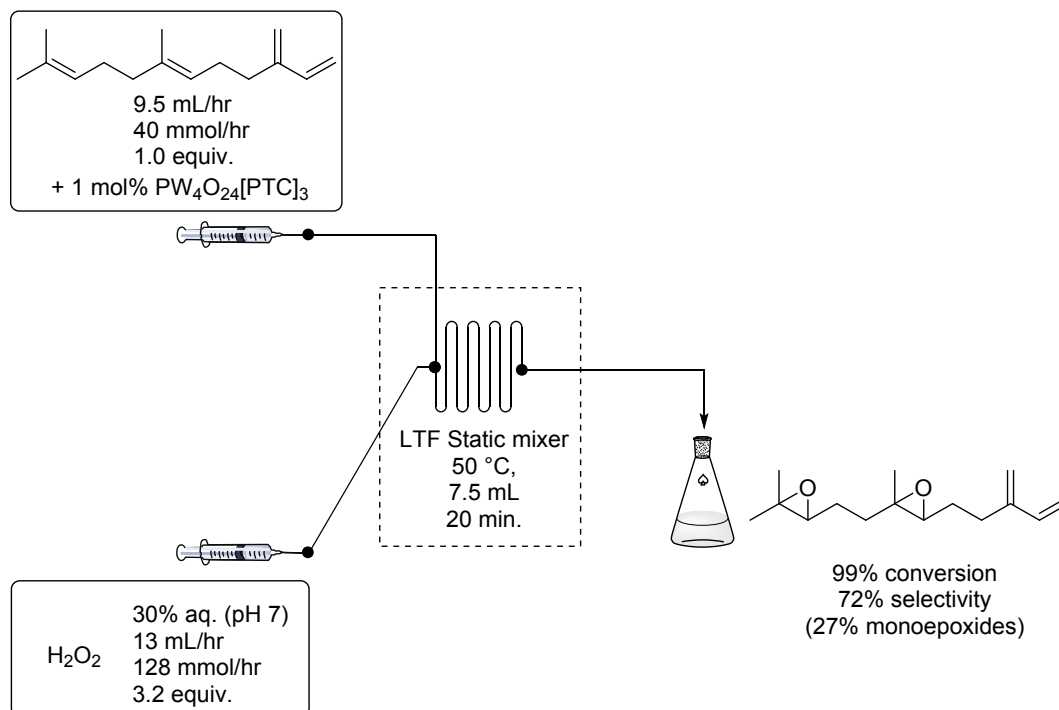 9.5 mL/hr
40 mmol/hr
1.0 equiv.
+ 1 mol% PW₄O₂₄[PTC]₃
LTF Static mixer
50 °C,
7.5 mL
20 min.
H₂O₂
30% aq. (pH 7)
13 mL/hr
128 mmol/hr
3.2 equiv.
O
O
99% conversion
72% selectivity
(27% monoepoxides)